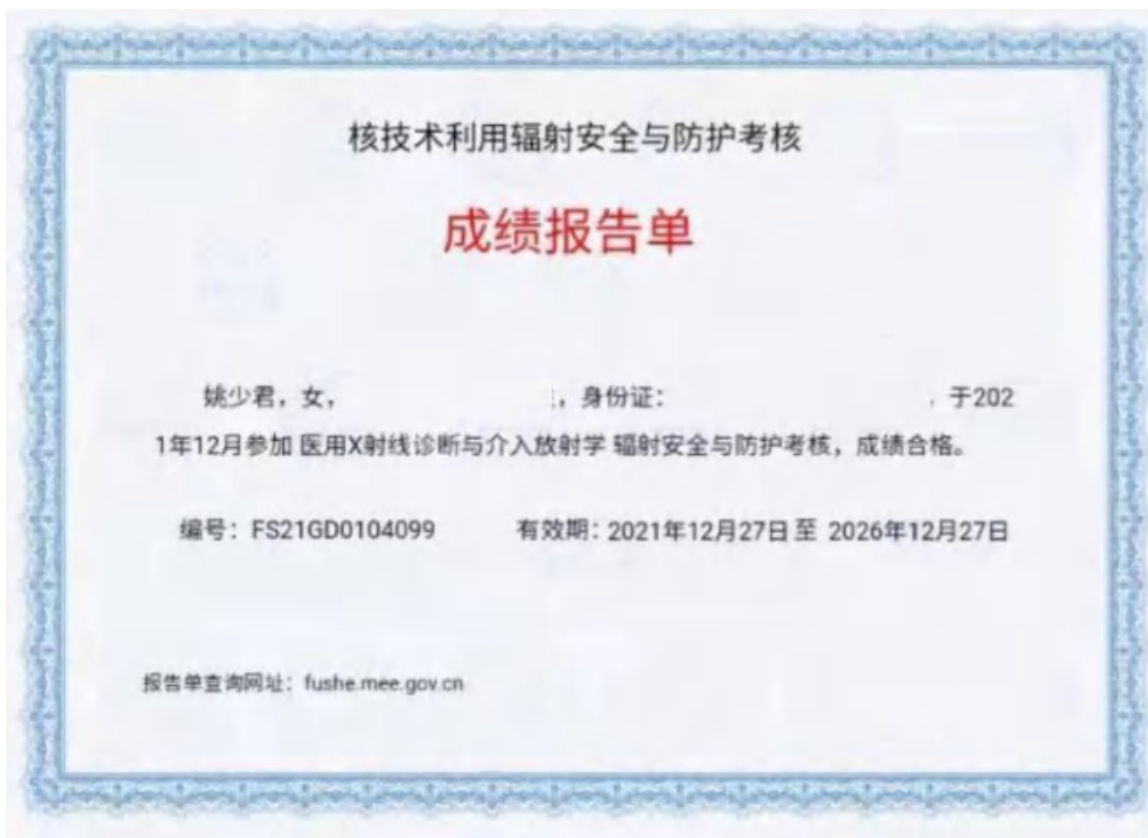 核技术利用辐射安全与防护考核
成绩报告单
姚少君，女， ，身份证： 于202
1年12月参加 医用X射线诊断与介入放射学 辐射安全与防护考核，成绩合格。
编号：FS21GD0104099 有效期：2021年12月27日至 2026年12月27日
报告单查询网址：fushe.mee.gov.cn